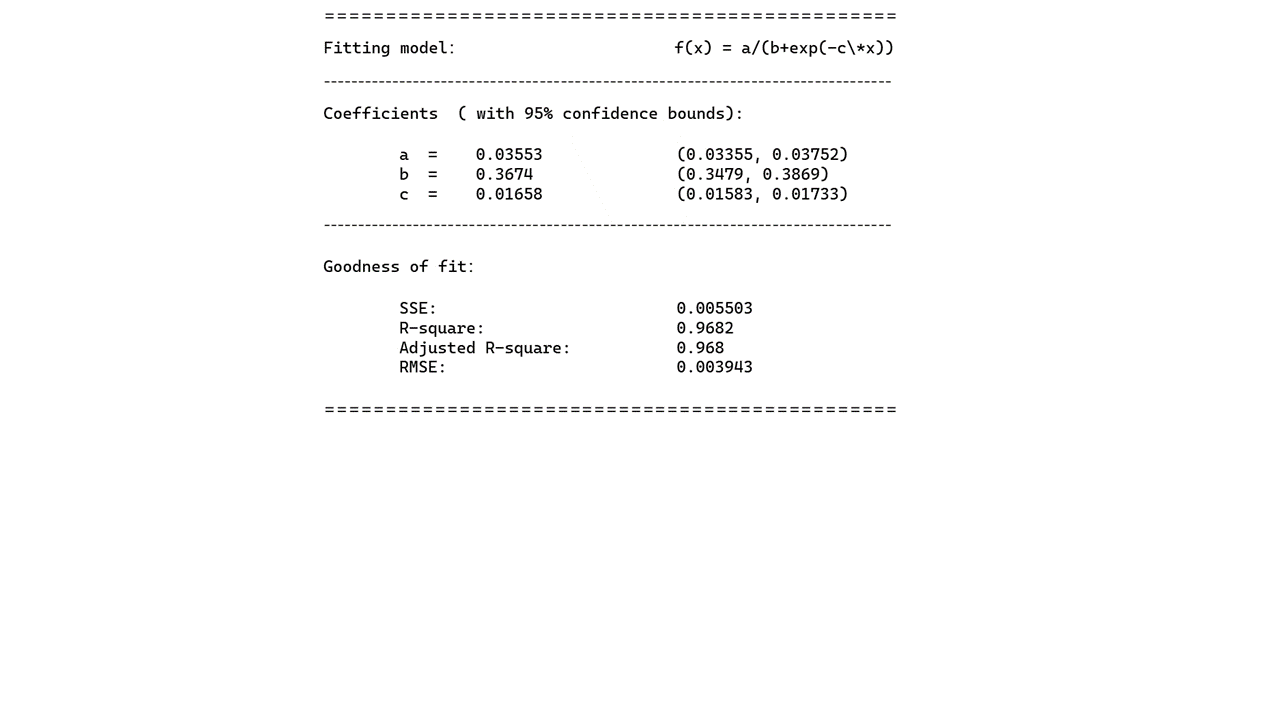 ===============================================
Fitting model: f(x) = a/(b+exp(-c\*x))
--------------------------------------------------------------------------------
Coefficients ( with 95% confidence bounds):
a = 0.03553 (0.03355, 0.03752)
b = 0.3674 (0.3479, 0.3869)
c = 0.01658 (0.01583, 0.01733)
--------------------------------------------------------------------------------
Goodness of fit:
SSE: 0.005503
R-square: 0.9682
Adjusted R-square: 0.968
RMSE: 0.003943
===============================================